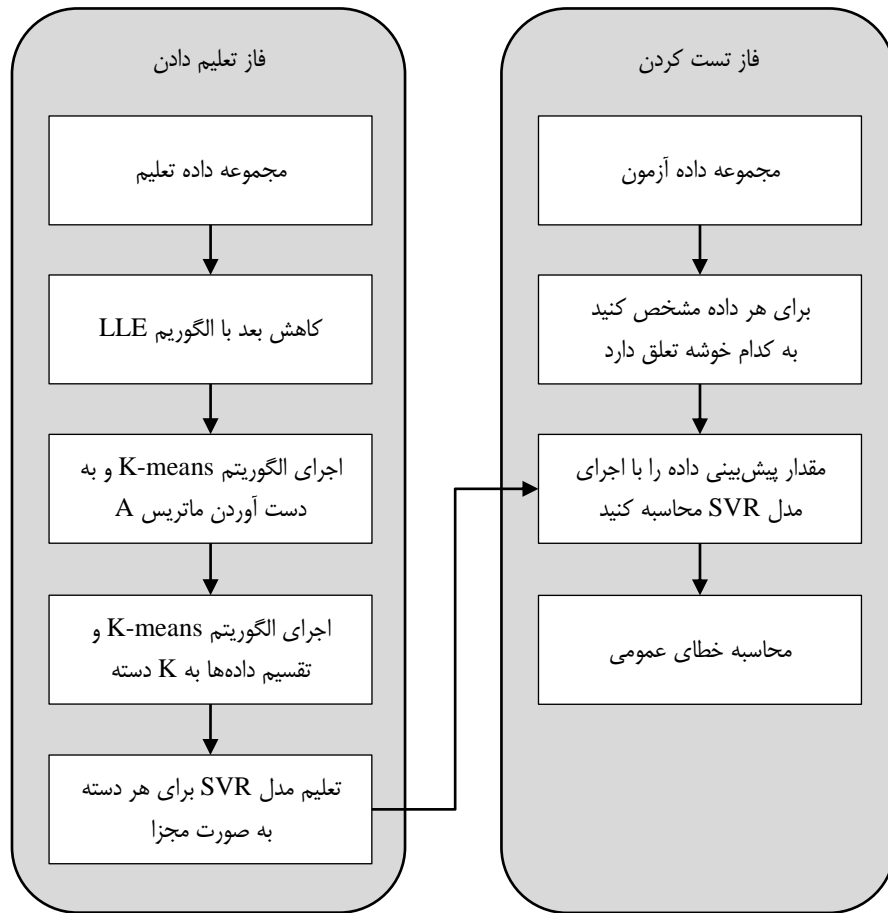 فاز تعلیم دادن
مجموعه داده تعلیم
کاهش بعد با الگوریم LLE
اجرای الگوریتم K-means و به
دست آوردن ماتریس A
اجرای الگوریتم K-means و
تقسیم داده‌ها به K دسته
تعلیم مدل SVR برای هر دسته
به صورت مجزا
فاز تست کردن
مجموعه داده آزمون
برای هر داده مشخص کنید
به کدام خوشه تعلق دارد
مقدار پیش‌بینی داده را با اجرای
مدل SVR محاسبه کنید
محاسبه خطای عمومی